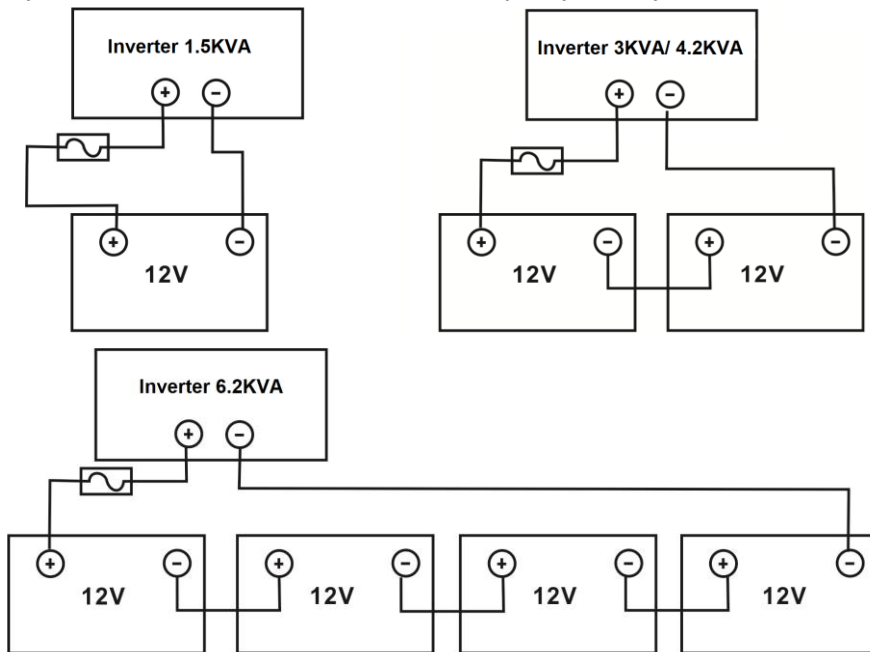 Inverter 1.5KVA
+ −
+ −
12V
Inverter 3KVA/ 4.2KVA
+ −
+ − + −
12V 12V
Inverter 6.2KVA
+ −
+ − + − + − + −
12V 12V 12V 12V